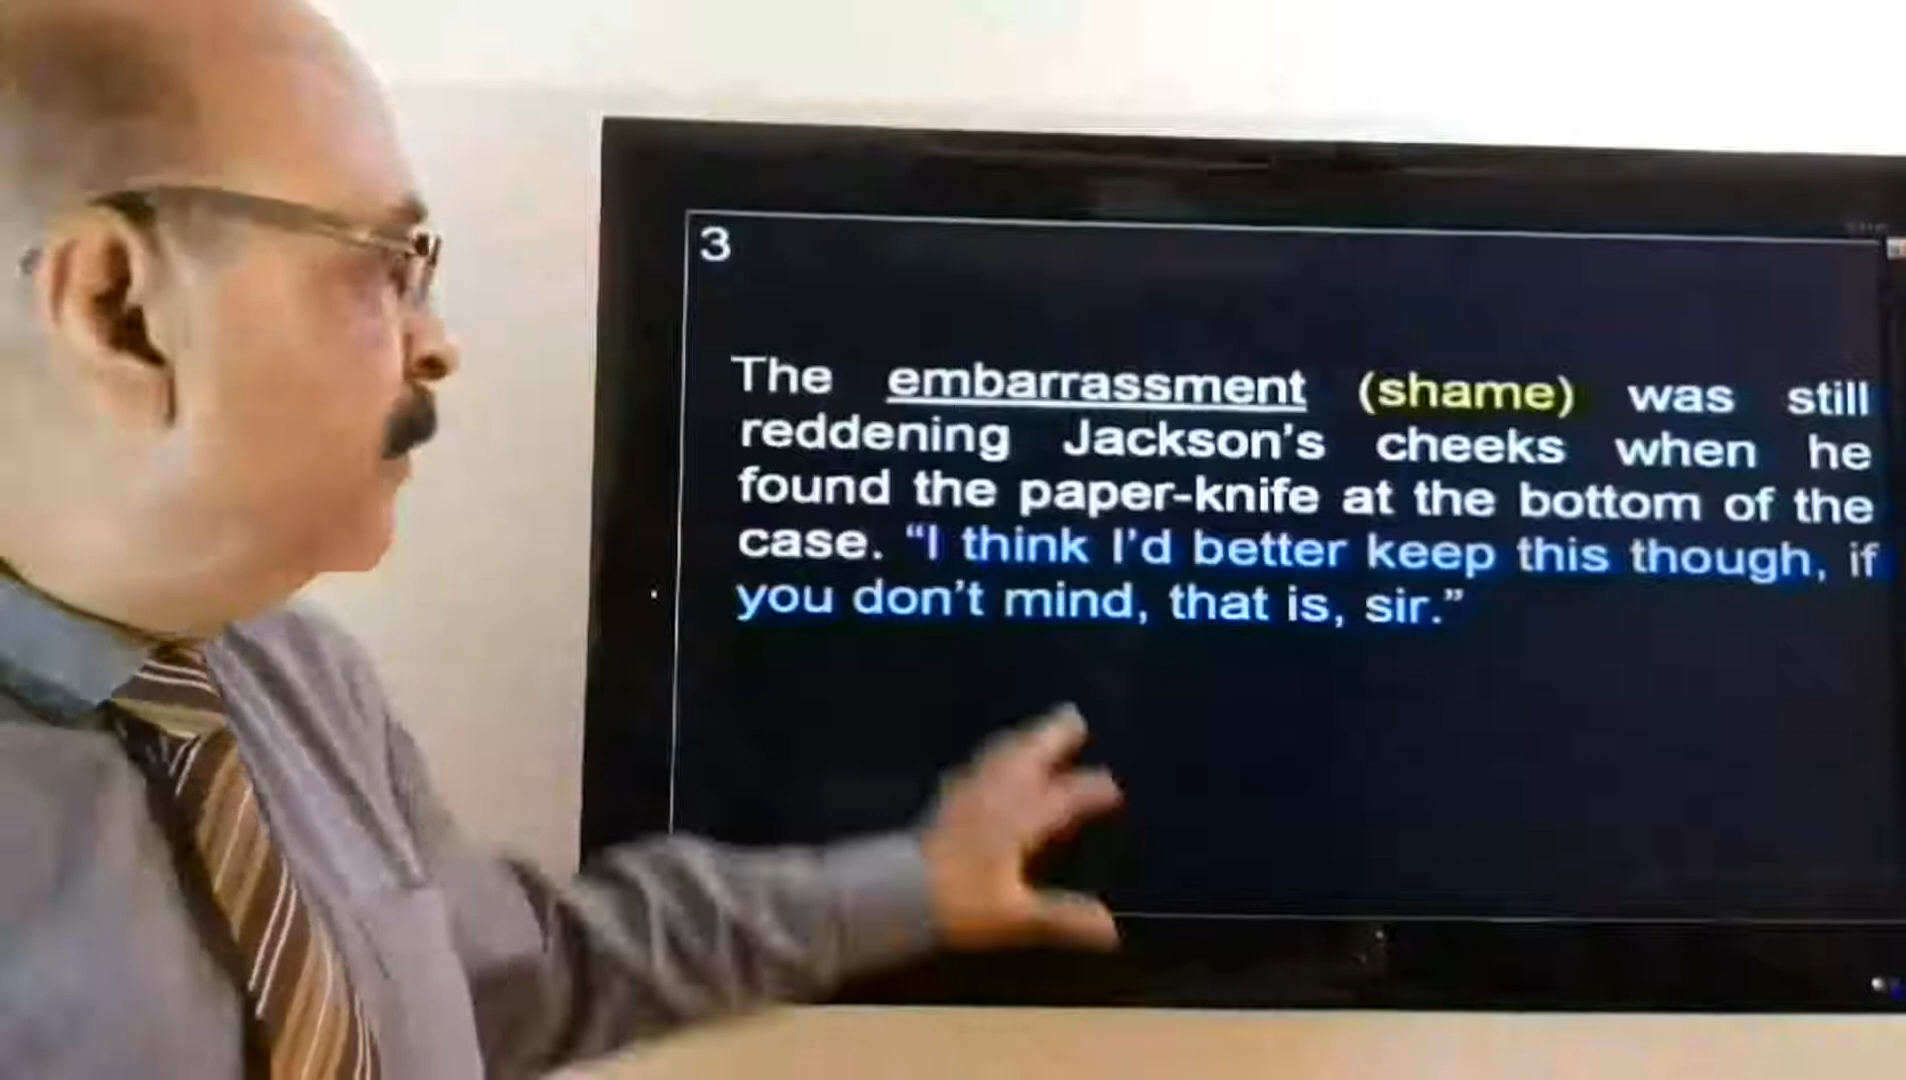 3
The embarrassment (shame) was still
reddening Jackson's cheeks when he
found the paper-knife at the bottom of the
case. “I think I'd better keep this though, if
you don't mind, that is, sir.”